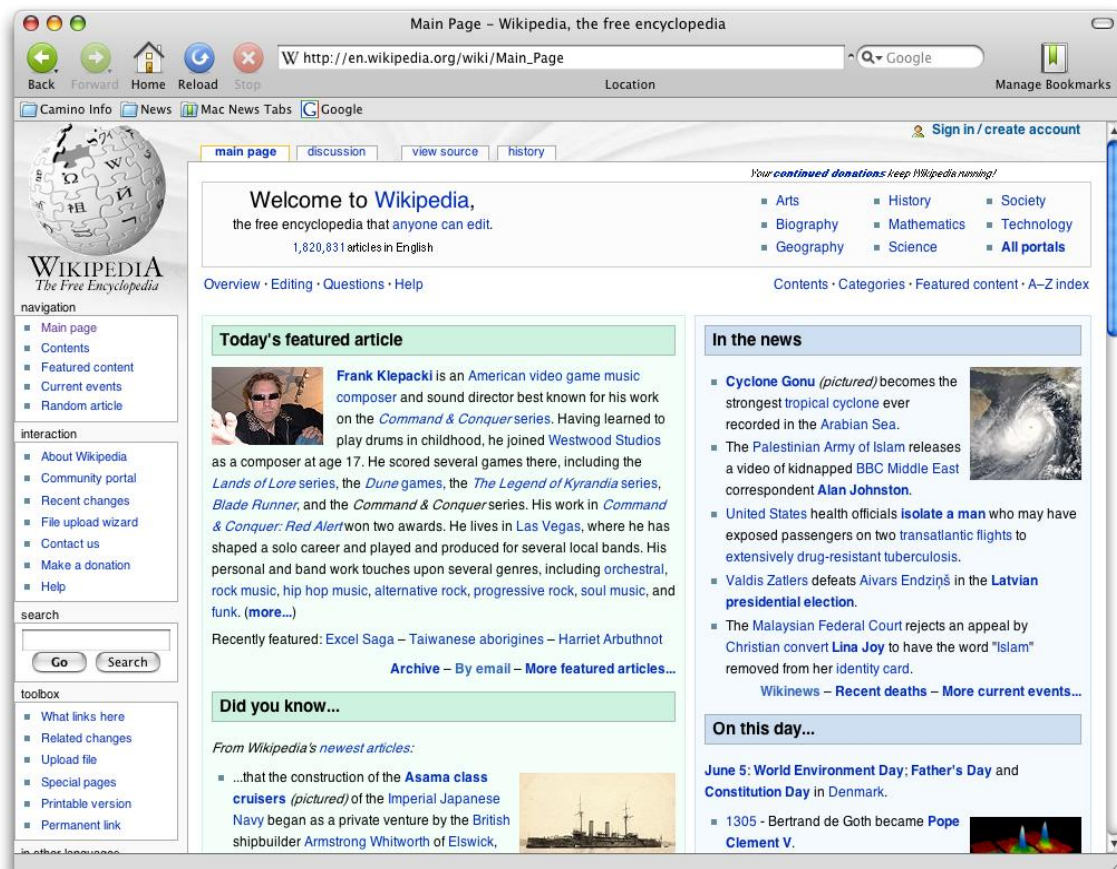 Main Page – Wikipedia, the free encyclopedia
http://en.wikipedia.org/wiki/Main_Page
Google
Back Forward Home Reload Stop Location Manage Bookmarks
Camino Info News Mac News Tabs Google
Sign in / create account
main page discussion view source history
Your continued donations keep Wikipedia running!
Welcome to Wikipedia,
the free encyclopedia that anyone can edit.
1,820,831 articles in English
Arts History Society
Biography Mathematics Technology
Geography Science All portals
WIKIPEDIA
The Free Encyclopedia
Overview · Editing · Questions · Help
Contents · Categories · Featured content · A–Z index
navigation
Main page
Contents
Featured content
Current events
Random article
interaction
About Wikipedia
Community portal
Recent changes
File upload wizard
Contact us
Make a donation
Help
search
Go Search
toolbox
What links here
Related changes
Upload file
Special pages
Printable version
Permanent link
in other languages
Today's featured article
Frank Klepacki is an American video game music
composer and sound director best known for his work
on the Command & Conquer series. Having learned to
play drums in childhood, he joined Westwood Studios
as a composer at age 17. He scored several games there, including the
Lands of Lore series, the Dune games, the The Legend of Kyrandia series,
Blade Runner, and the Command & Conquer series. His work in Command
& Conquer: Red Alert won two awards. He lives in Las Vegas, where he has
shaped a solo career and played and produced for several local bands. His
personal and band work touches upon several genres, including orchestral,
rock music, hip hop music, alternative rock, progressive rock, soul music, and
funk. (more...)
Recently featured: Excel Saga – Taiwanese aborigines – Harriet Arbuthnot
Archive – By email – More featured articles...
Did you know...
From Wikipedia's newest articles:
...that the construction of the Asama class
cruisers (pictured) of the Imperial Japanese
Navy began as a private venture by the British
shipbuilder Armstrong Whitworth of Elswick,
In the news
Cyclone Gonu (pictured) becomes the
strongest tropical cyclone ever
recorded in the Arabian Sea.
The Palestinian Army of Islam releases
a video of kidnapped BBC Middle East
correspondent Alan Johnston.
United States health officials isolate a man who may have
exposed passengers on two transatlantic flights to
extensively drug-resistant tuberculosis.
Valdis Zatlers defeats Aivars Endziņš in the Latvian
presidential election.
The Malaysian Federal Court rejects an appeal by
Christian convert Lina Joy to have the word "Islam"
removed from her identity card.
Wikinews – Recent deaths – More current events...
On this day...
June 5: World Environment Day; Father's Day and
Constitution Day in Denmark.
1305 - Bertrand de Goth became Pope
Clement V.